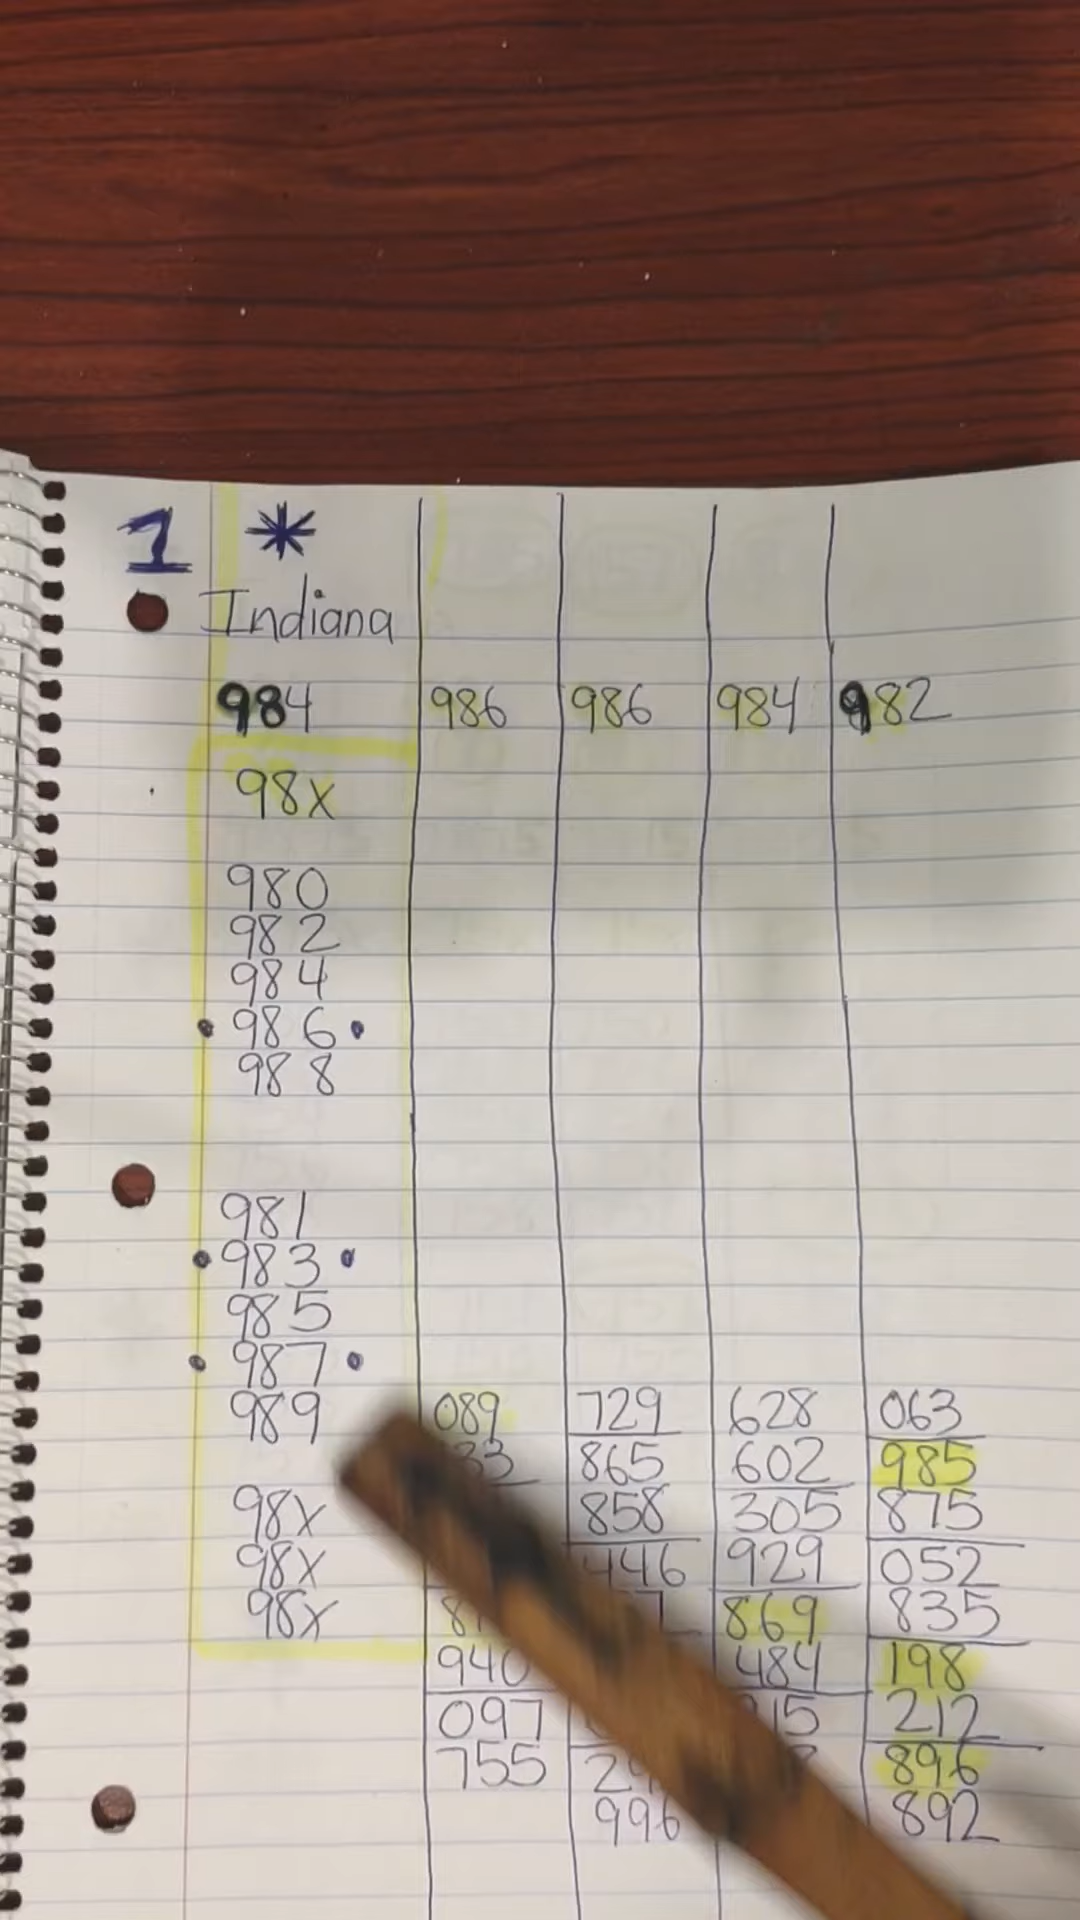 1 *
Indiana
984 986 986 984 982
98x
980
982
984
• 986 •
988
981
• 983 •
985
• 987 •
989 089 729 628 063
865 602 985
98x 858 305 875
98x 446 929 052
98x 869 835
940 484 198
097 212
755 896
996 892